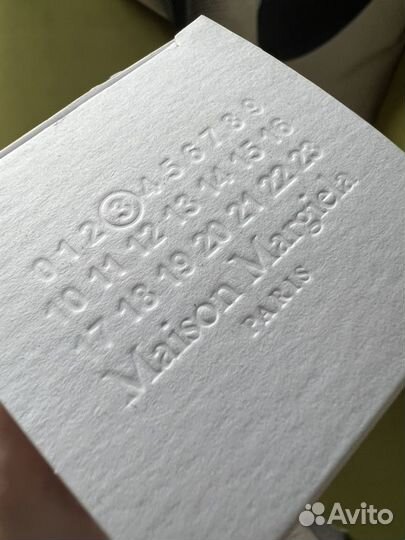 0 1 2 3 4 5 6 7 8 9
10 11 12 13 14 15 16
17 18 19 20 21 22 23
Maison Margiela
PARIS
Avito